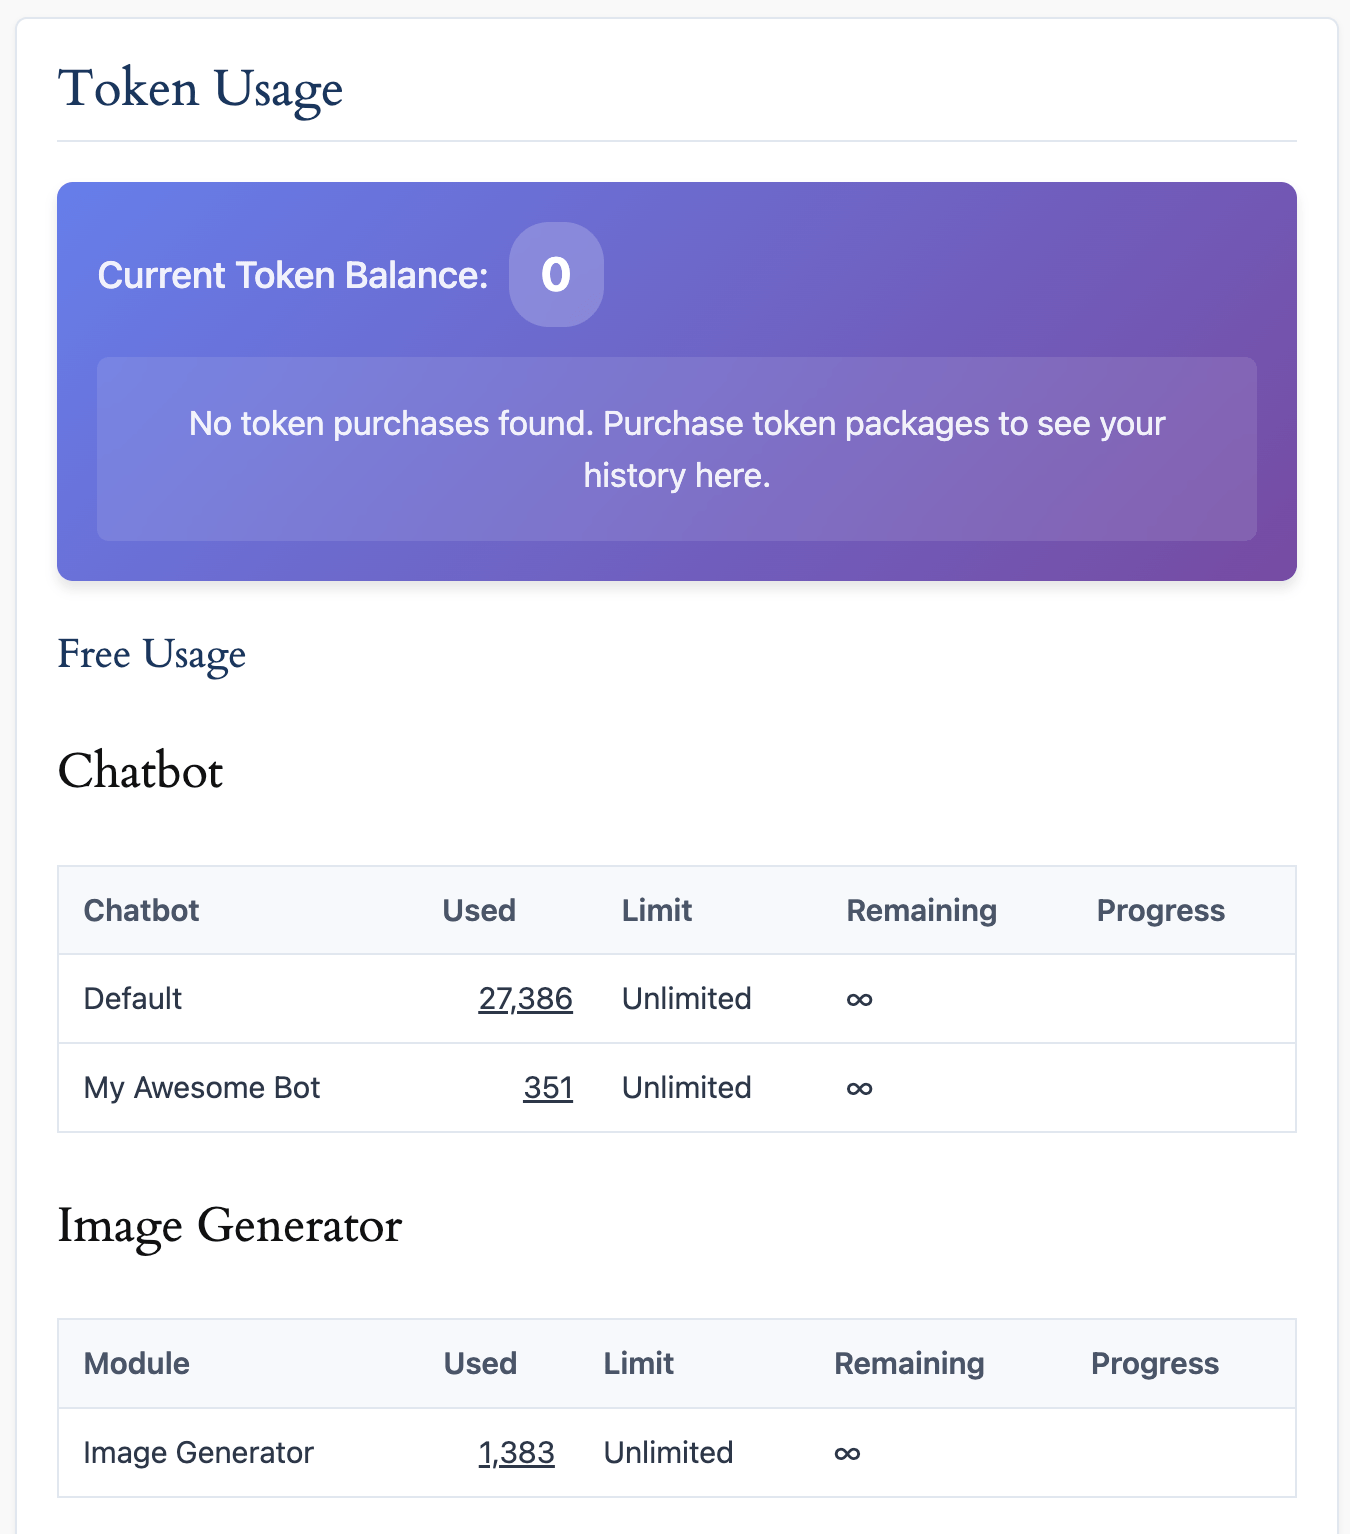 Token Usage
Current Token Balance: 0
No token purchases found. Purchase token packages to see your
history here.
Free Usage
Chatbot
Chatbot Used Limit Remaining Progress
Default 27,386 Unlimited ∞
My Awesome Bot 351 Unlimited ∞
Image Generator
Module Used Limit Remaining Progress
Image Generator 1,383 Unlimited ∞